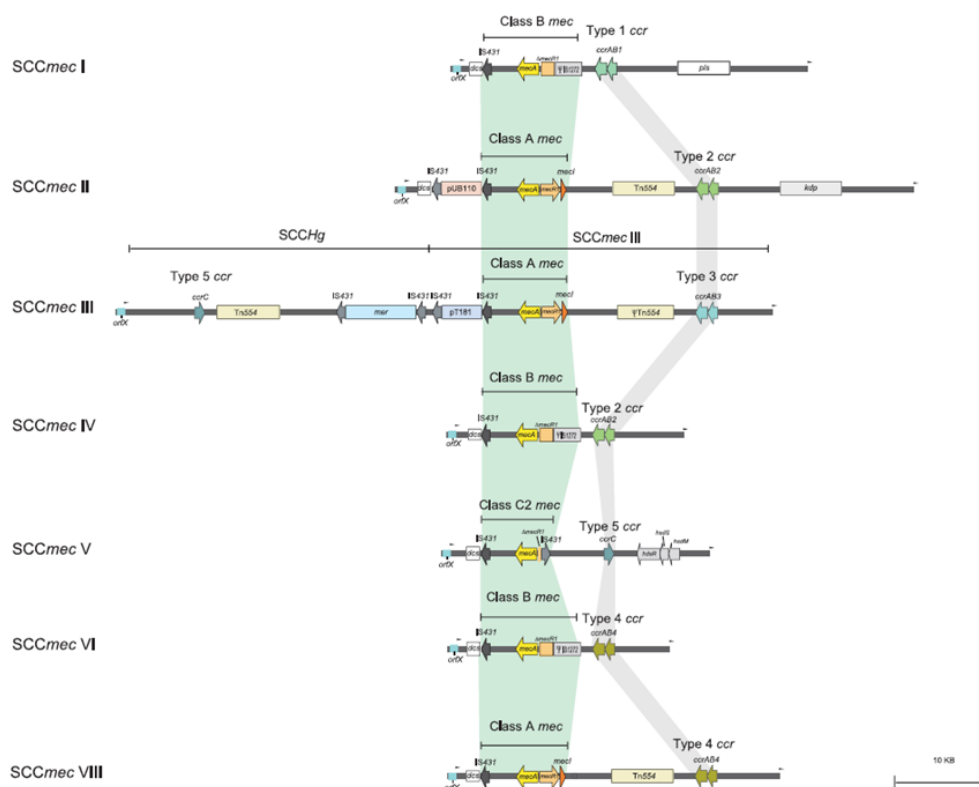 Class B mec
Type 1 ccr
SCCmec I
IS431
ΔmecR1
ccrAB1
orfX
dcs
mecA
ΨIS1272
pls
Class A mec
Type 2 ccr
SCCmec II
IS431
IS431
mecI
ccrAB2
orfX
dcs
pUB110
mecA
mecR1
Tn554
kdp
SCCHg
SCCmec III
Type 5 ccr
Class A mec
Type 3 ccr
SCCmec III
ccrC
IS431
IS431
IS431
IS431
mecI
ccrAB3
orfX
Tn554
mer
pT181
mecA
mecR1
ΨTn554
Class B mec
Type 2 ccr
SCCmec IV
IS431
ΔmecR1
ccrAB2
orfX
dcs
mecA
ΨIS1272
Class C2 mec
Type 5 ccr
SCCmec V
IS431
ΔmecR1
IS431
ccrC
hsdS
hsdM
orfX
dcs
mecA
hsdR
Class B mec
Type 4 ccr
SCCmec VI
IS431
ΔmecR1
ccrAB4
orfX
dcs
mecA
ΨIS1272
Class A mec
Type 4 ccr
SCCmec VIII
IS431
mecI
ccrAB4
orfX
dcs
mecA
mecR1
Tn554
10 KB